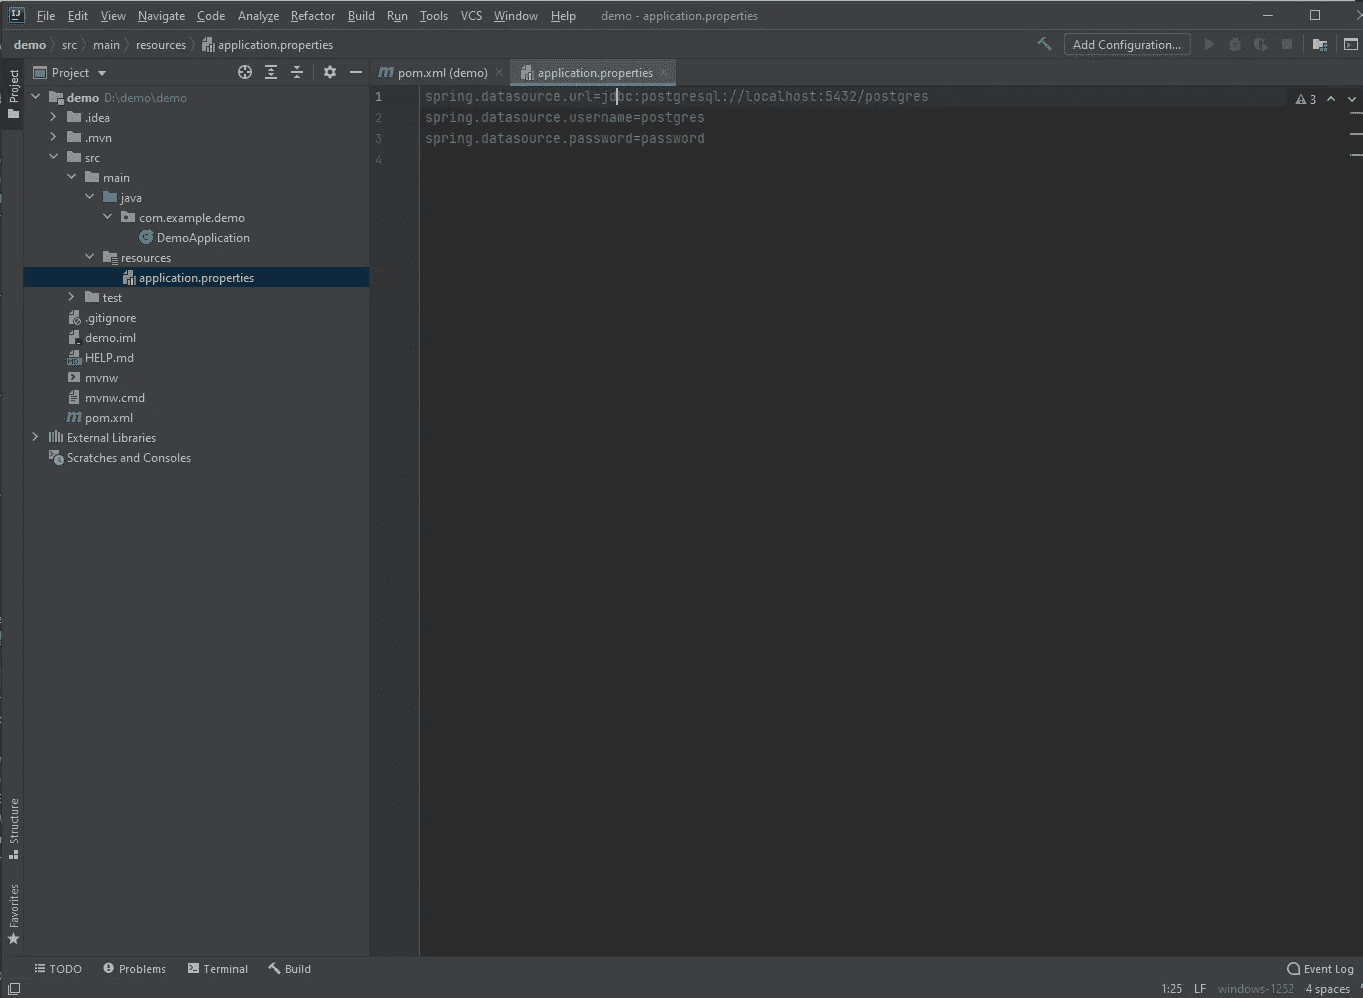 File Edit View Navigate Code Analyze Refactor Build Run Tools VCS Window Help demo - application.properties
demo src main resources application.properties Add Configuration...
Project Project pom.xml (demo) application.properties
demo D:\demo\demo
.idea
.mvn
src
main
java
com.example.demo
DemoApplication
resources
application.properties
test
.gitignore
demo.iml
HELP.md
mvnw
mvnw.cmd
pom.xml
External Libraries
Scratches and Consoles
1 spring.datasource.url=jdbc:postgresql://localhost:5432/postgres 3
2 spring.datasource.username=postgres
3 spring.datasource.password=password
4
Structure
Favorites
TODO Problems Terminal Build Event Log
1:25 LF windows-1252 4 spaces